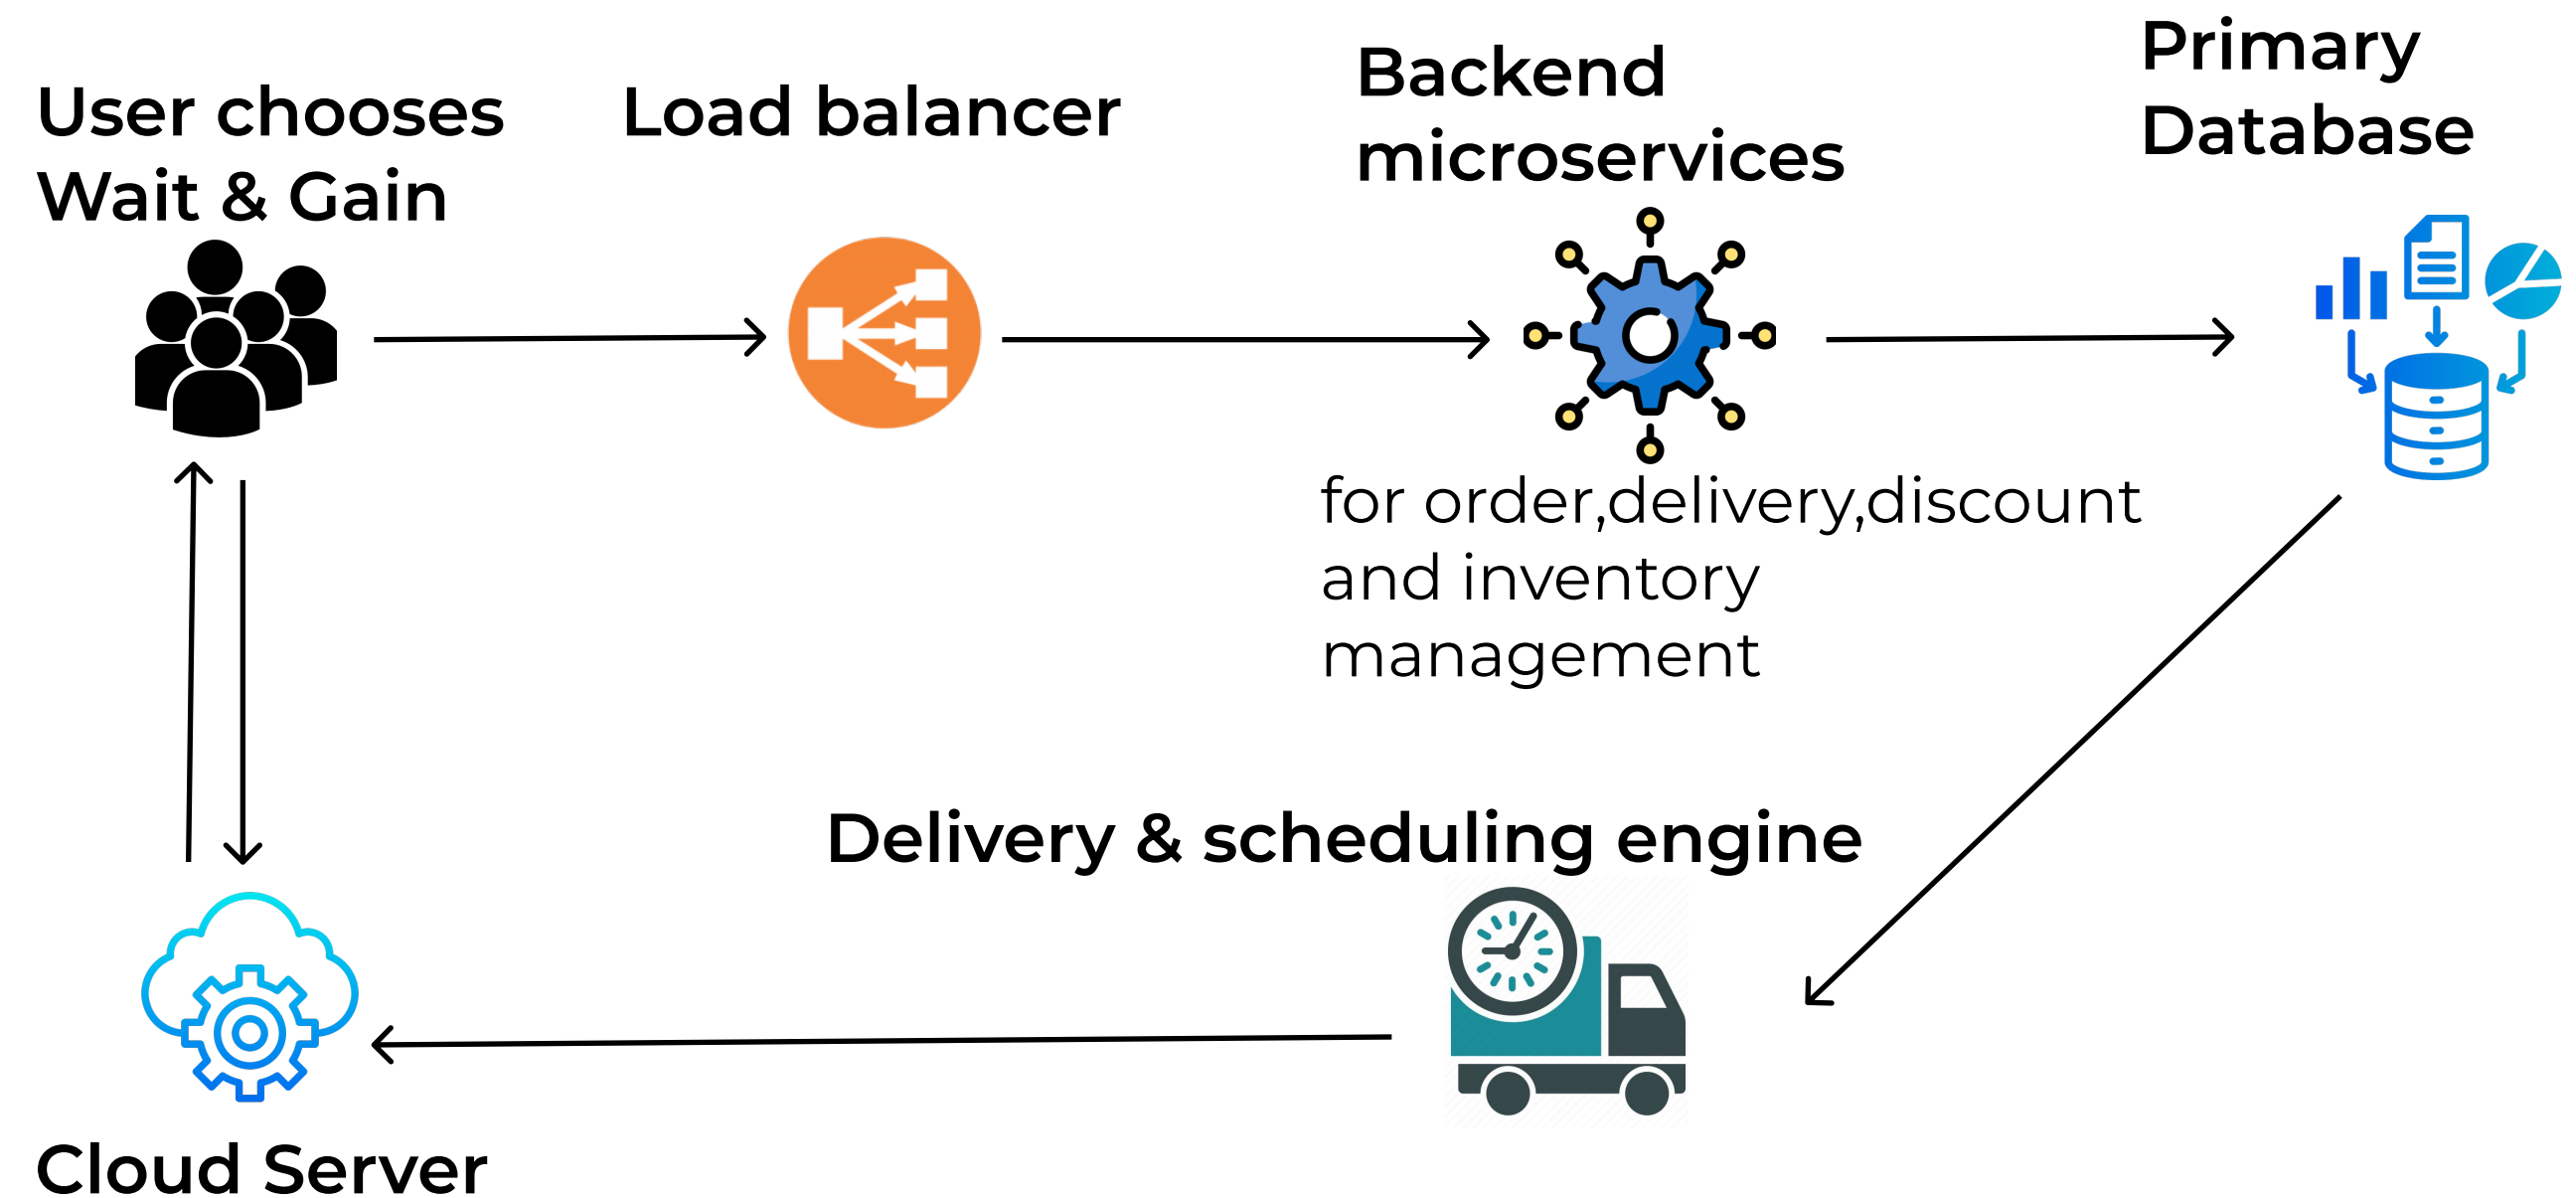 User chooses
Wait & Gain
Load balancer
Backend
microservices
Primary
Database
for order,delivery,discount
and inventory
management
Delivery & scheduling engine
Cloud Server